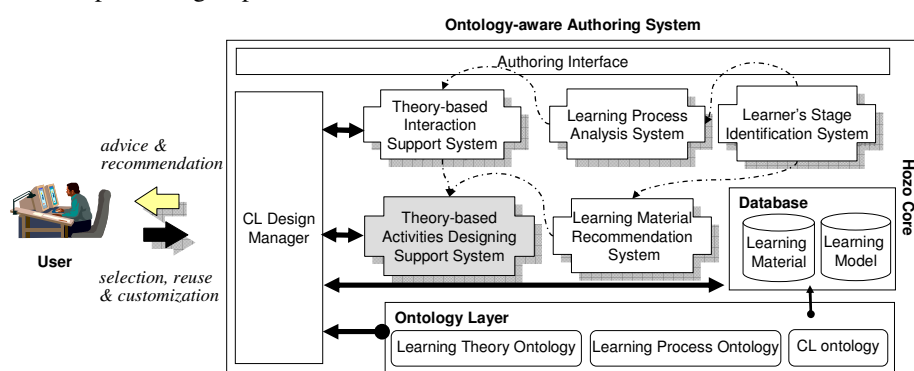 Ontology-aware Authoring System
Authoring Interface
Theory-based
Interaction
Support System
Learning Process
Analysis System
Learner's Stage
Identification System
advice &
recommendation
User
selection, reuse
& customization
CL Design
Manager
Theory-based
Activities Designing
Support System
Learning Material
Recommendation
System
Database
Learning
Material
Learning
Model
Hozo Core
Ontology Layer
Learning Theory Ontology
Learning Process Ontology
CL ontology